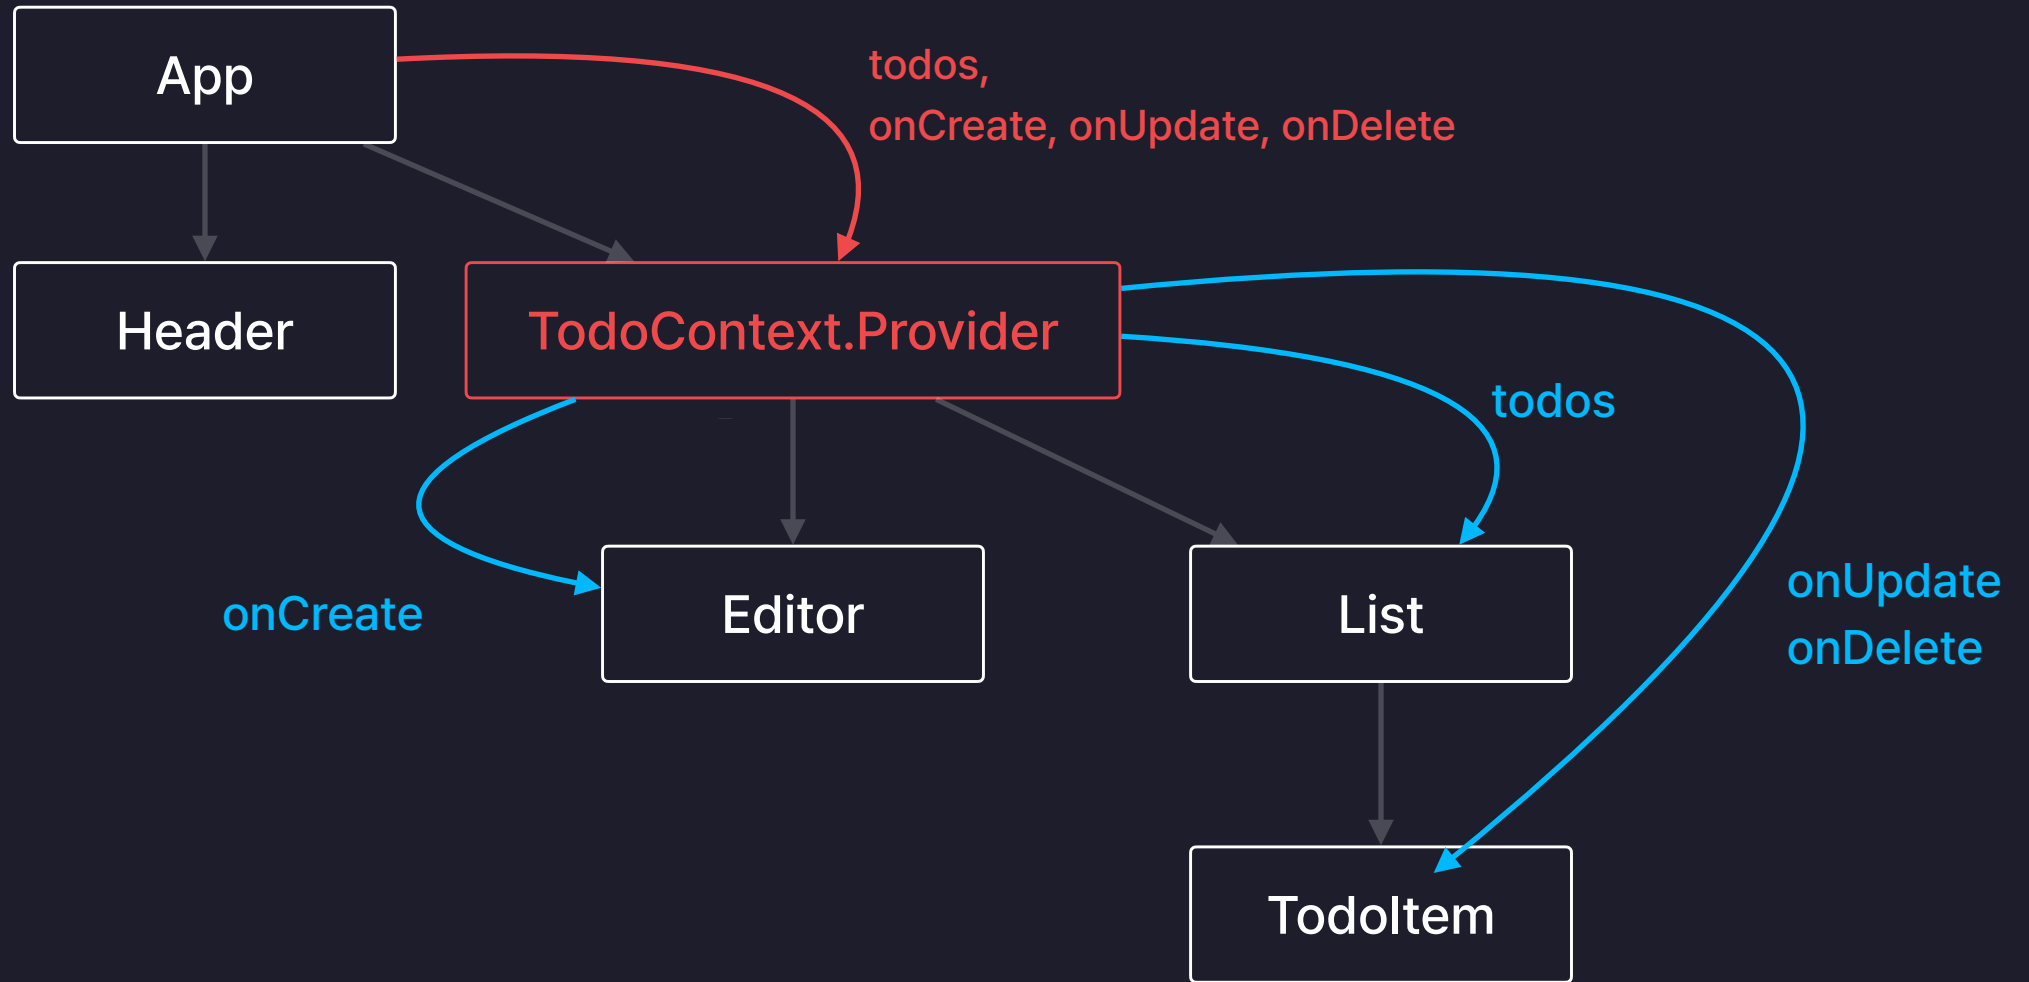 App
todos,
onCreate, onUpdate, onDelete
Header
TodoContext.Provider
todos
onCreate
Editor
List
onUpdate
onDelete
TodoItem